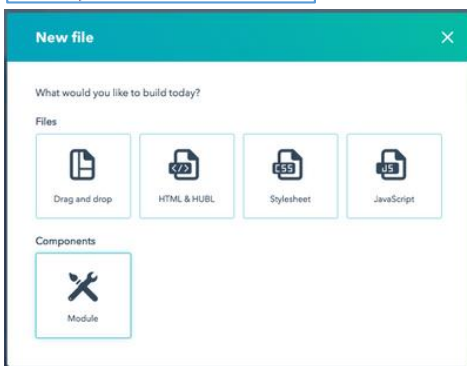 New file
What would you like to build today?
Files
</>
CSS
JS
Drag and drop
HTML & HUBL
Stylesheet
JavaScript
Components
Module